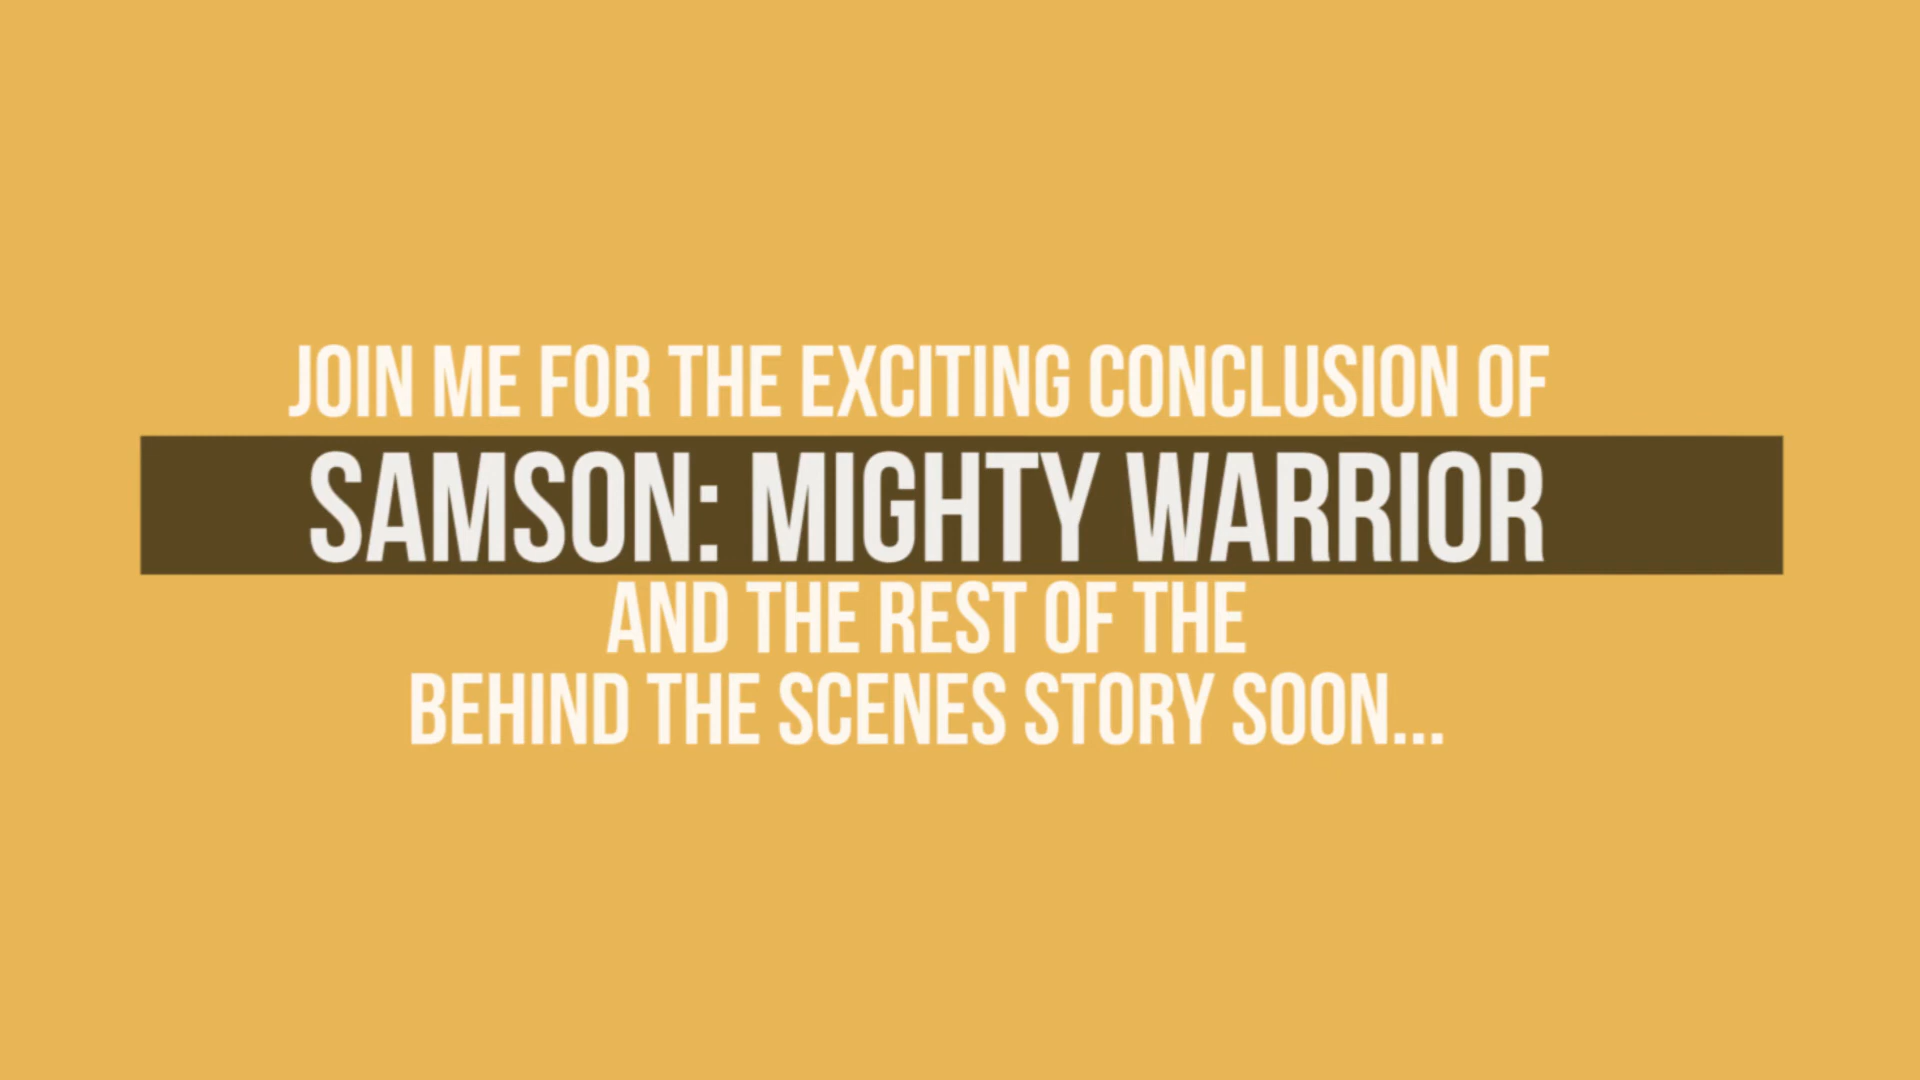 JOIN ME FOR THE EXCITING CONCLUSION OF
SAMSON: MIGHTY WARRIOR
AND THE REST OF THE
BEHIND THE SCENES STORY SOON...